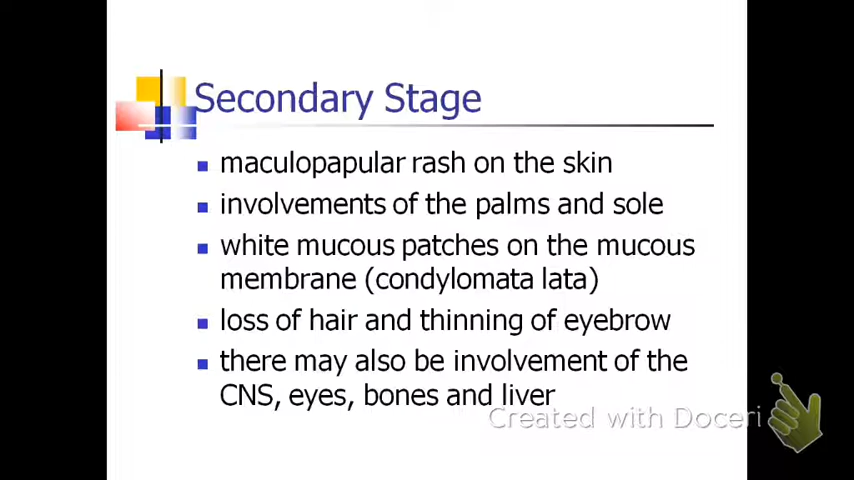 Secondary Stage
maculopapular rash on the skin
involvements of the palms and sole
white mucous patches on the mucous
membrane (condylomata lata)
loss of hair and thinning of eyebrow
there may also be involvement of the
CNS, eyes, bones and liver
Created with Doceri